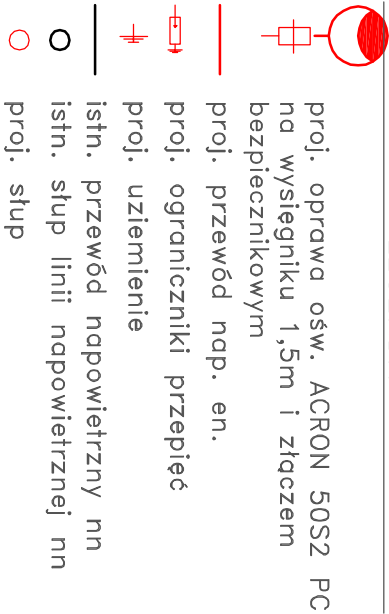 proj. oprawa ośw. ACRON 50S2 PC
na wysięgniku 1,5m i złączem
bezpiecznikowym
proj. przewód nap. en.
proj. ograniczniki przepięć
proj. uziemienie
istn. przewód napowietrzny nn
istn. słup linii napowietrznej nn
proj. słup